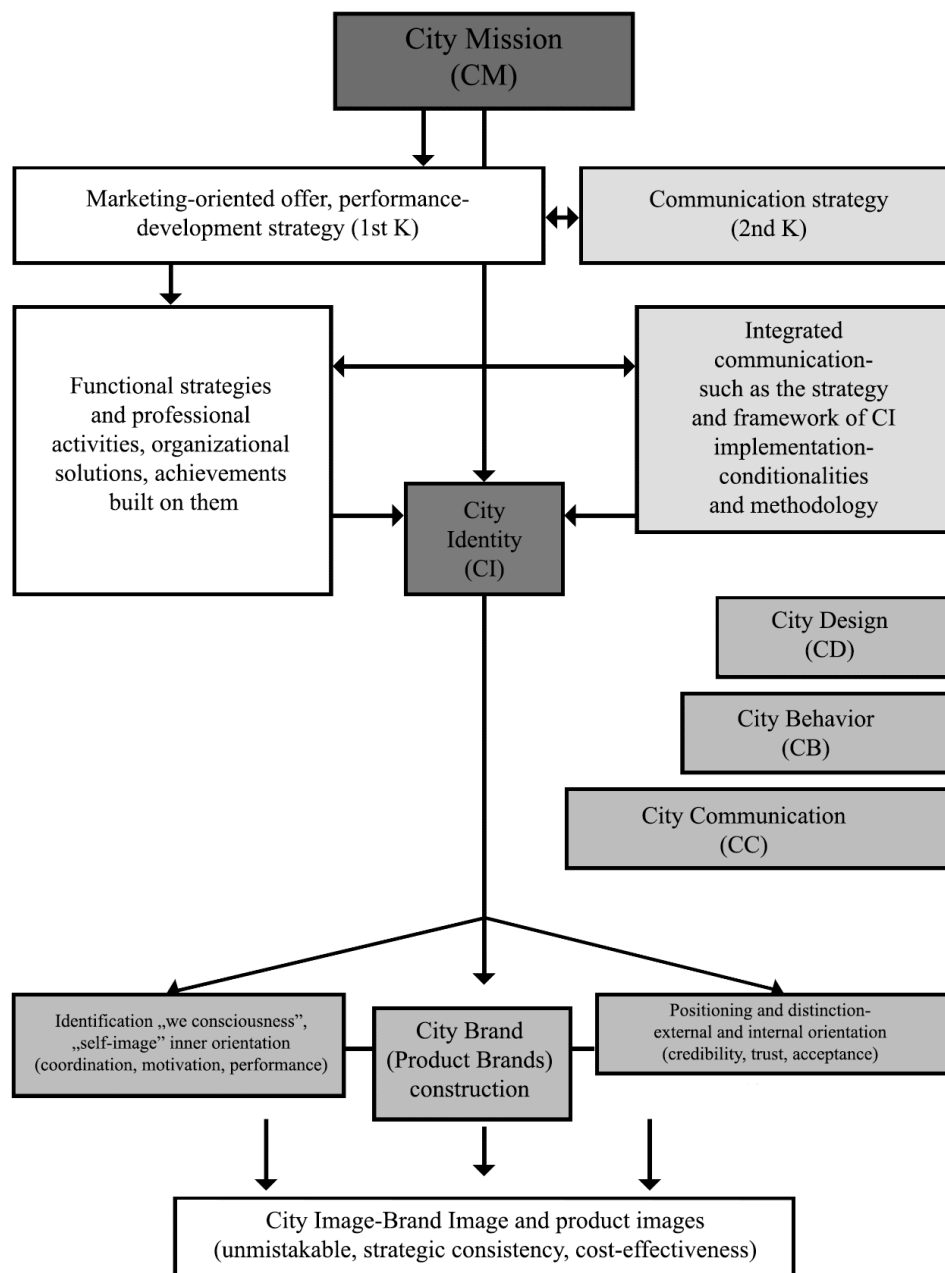 City Mission
(CM)
Marketing-oriented offer, performance-
development strategy (1st K)
Communication strategy
(2nd K)
Functional strategies
and professional
activities, organizational
solutions, achievements
built on them
Integrated
communication-
such as the strategy
and framework of CI
implementation-
conditionalities
and methodology
City
Identity
(CI)
City Design
(CD)
City Behavior
(CB)
City Communication
(CC)
Identification „we consciousness”,
„self-image” inner orientation
(coordination, motivation, performance)
City Brand
(Product Brands)
construction
Positioning and distinction-
external and internal orientation
(credibility, trust, acceptance)
City Image-Brand Image and product images
(unmistakable, strategic consistency, cost-effectiveness)